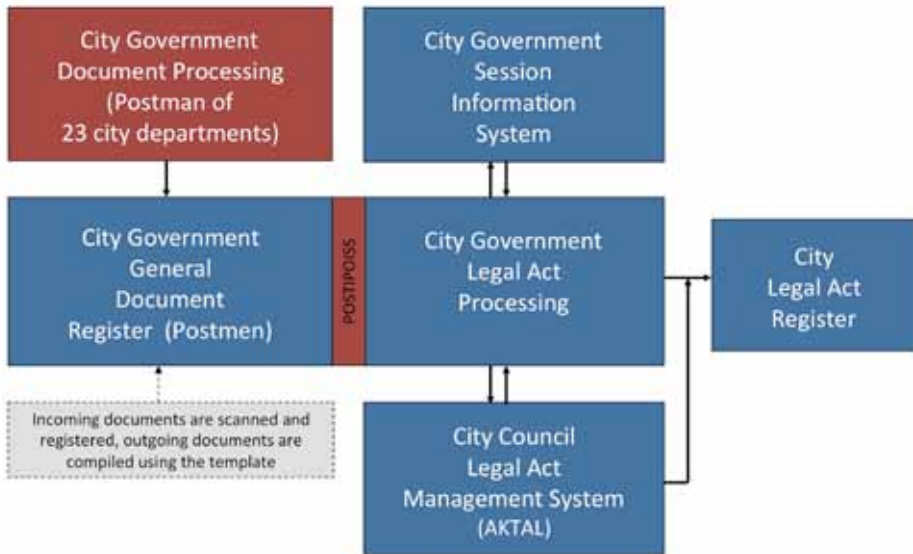 City Government
Document Processing
(Postman of
23 city departments)
City Government
Session
Information
System
City Government
General
Document
Register (Postmen)
POSTIPOISS
City Government
Legal Act
Processing
City
Legal Act
Register
Incoming documents are scanned and
registered, outgoing documents are
compiled using the template
City Council
Legal Act
Management System
(AKTAL)